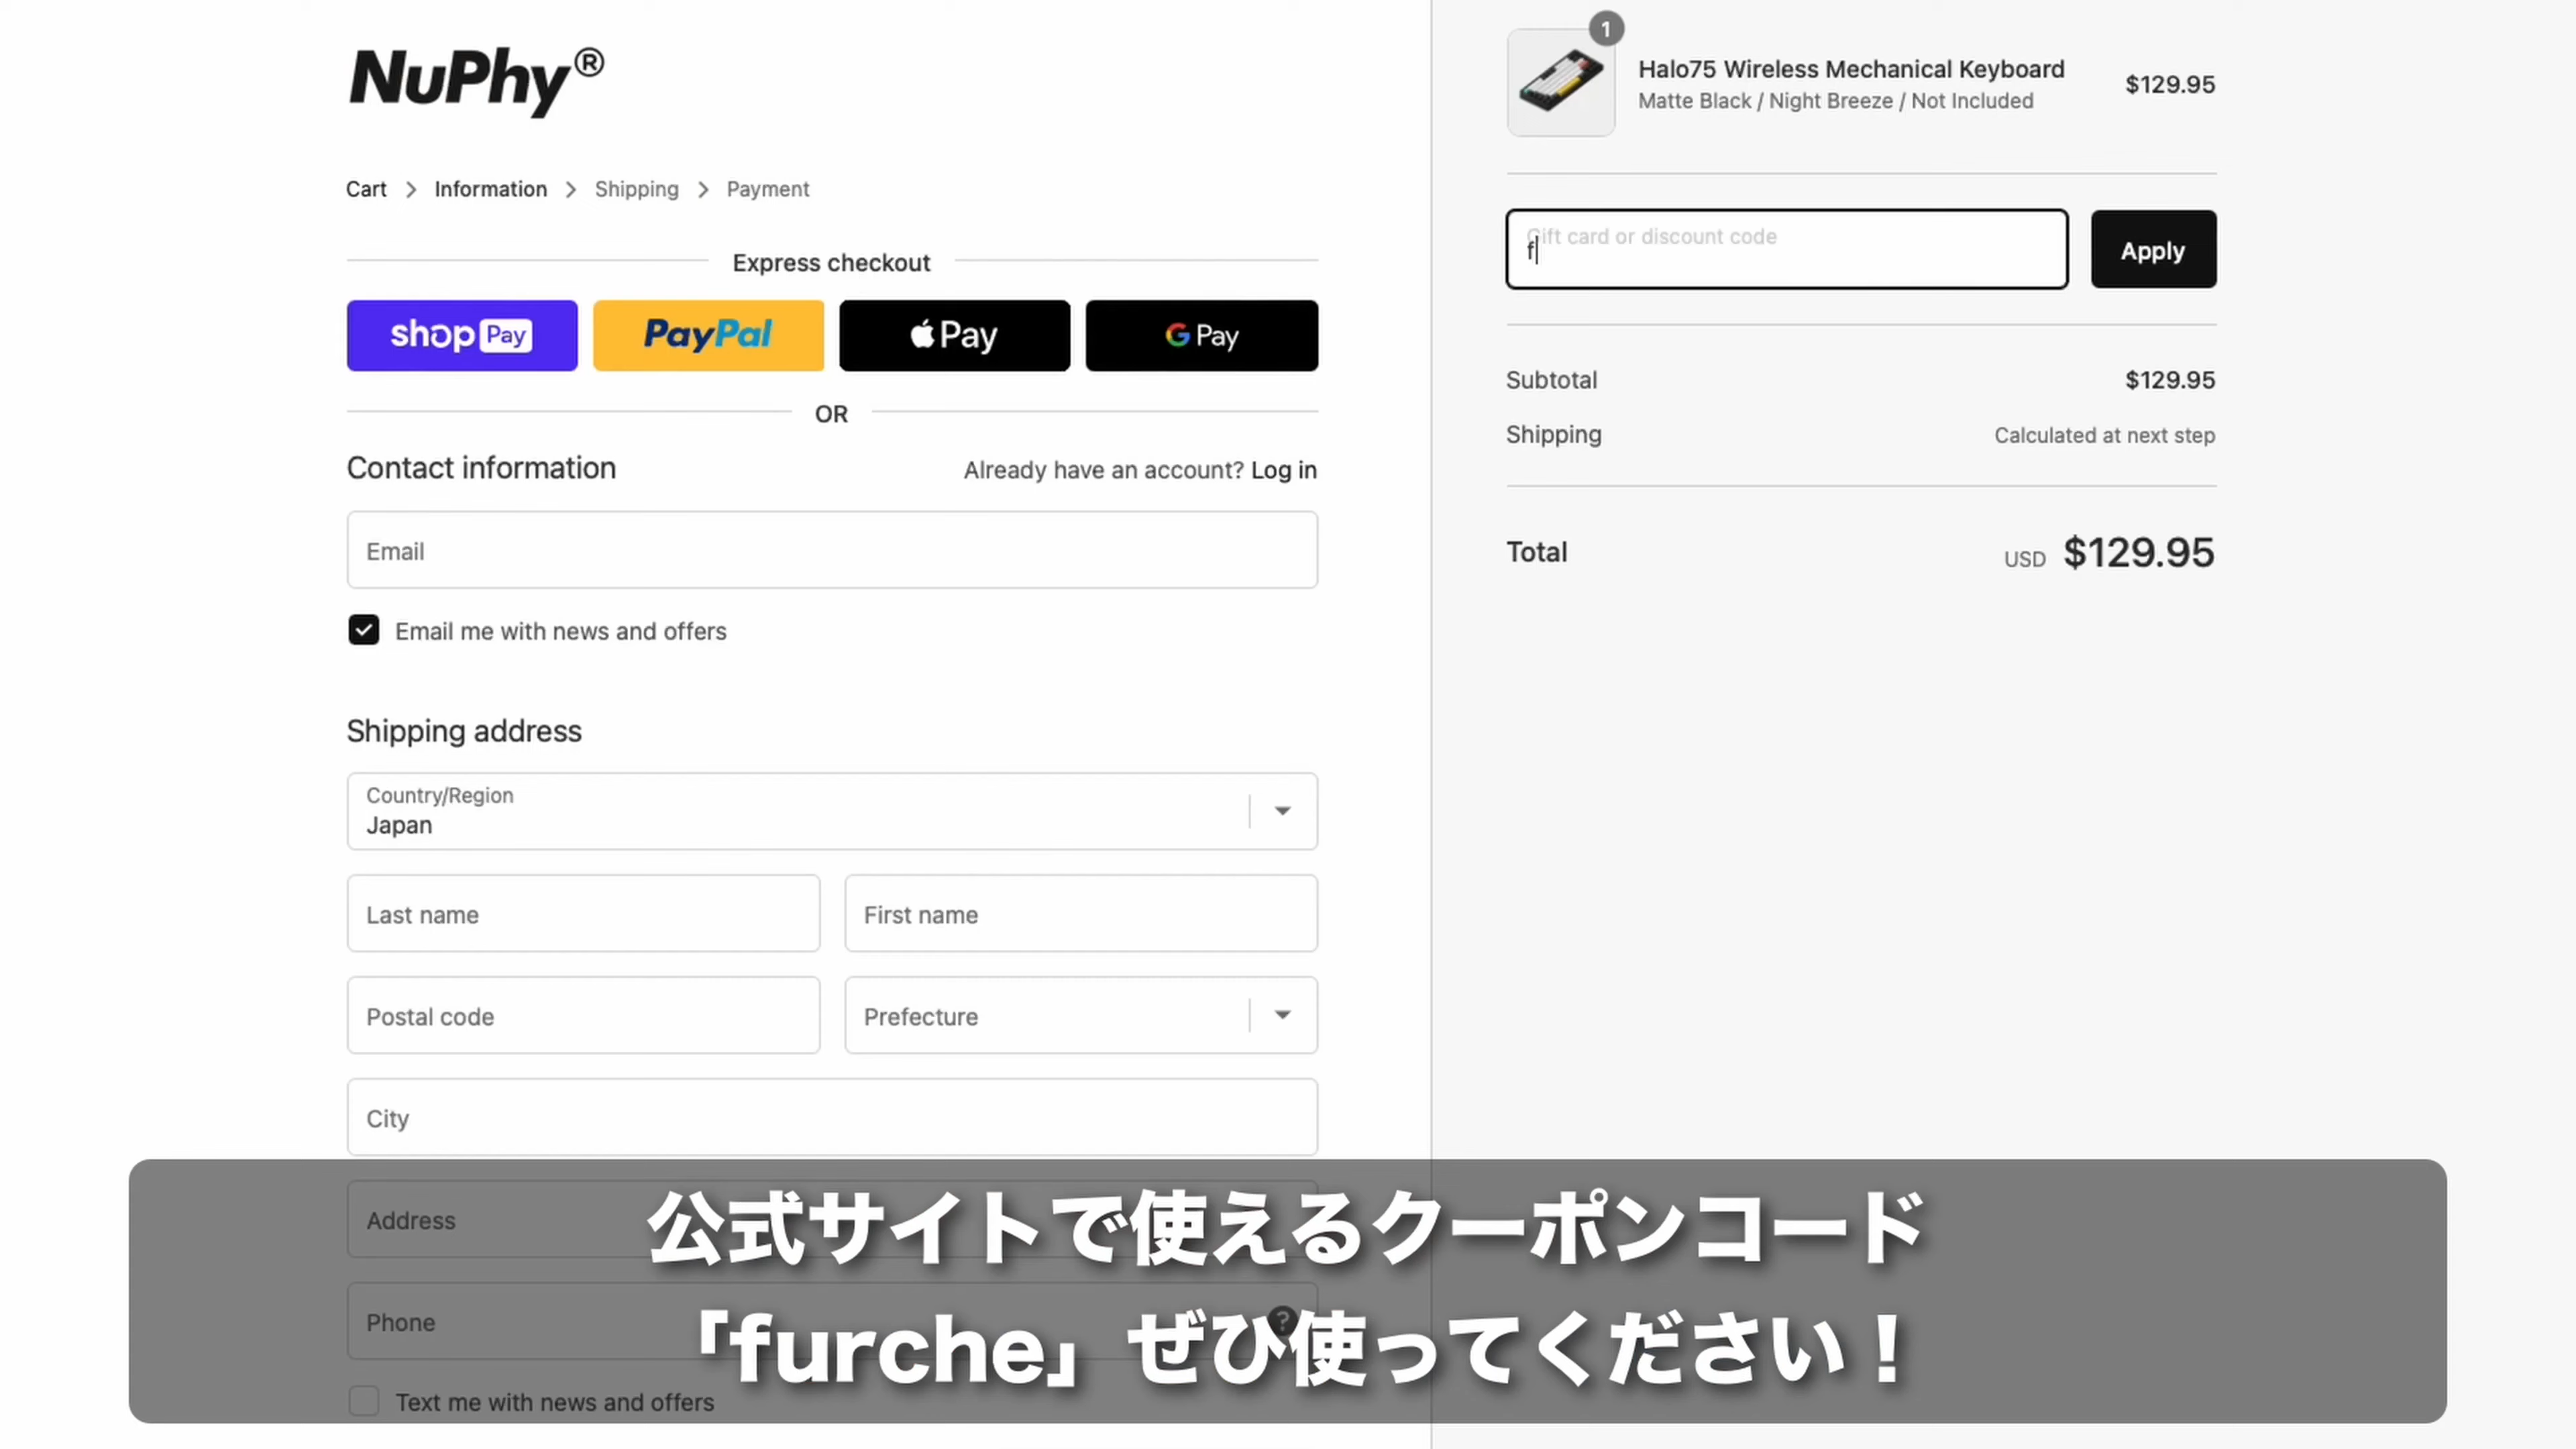 NuPhy®
Cart > Information > Shipping > Payment
Express checkout
shop Pay
PayPal
Pay
G Pay
OR
Contact information
Already have an account? Log in
Email
Email me with news and offers
Shipping address
Country/Region
Japan
Last name
First name
Postal code
Prefecture
City
Address
Phone
?
Text me with news and offers
1
Halo75 Wireless Mechanical Keyboard
Matte Black / Night Breeze / Not Included
$129.95
Gift card or discount code
f
Apply
Subtotal
$129.95
Shipping
Calculated at next step
Total
USD $129.95
公式サイトで使えるクーポンコード
「furche」ぜひ使ってください！